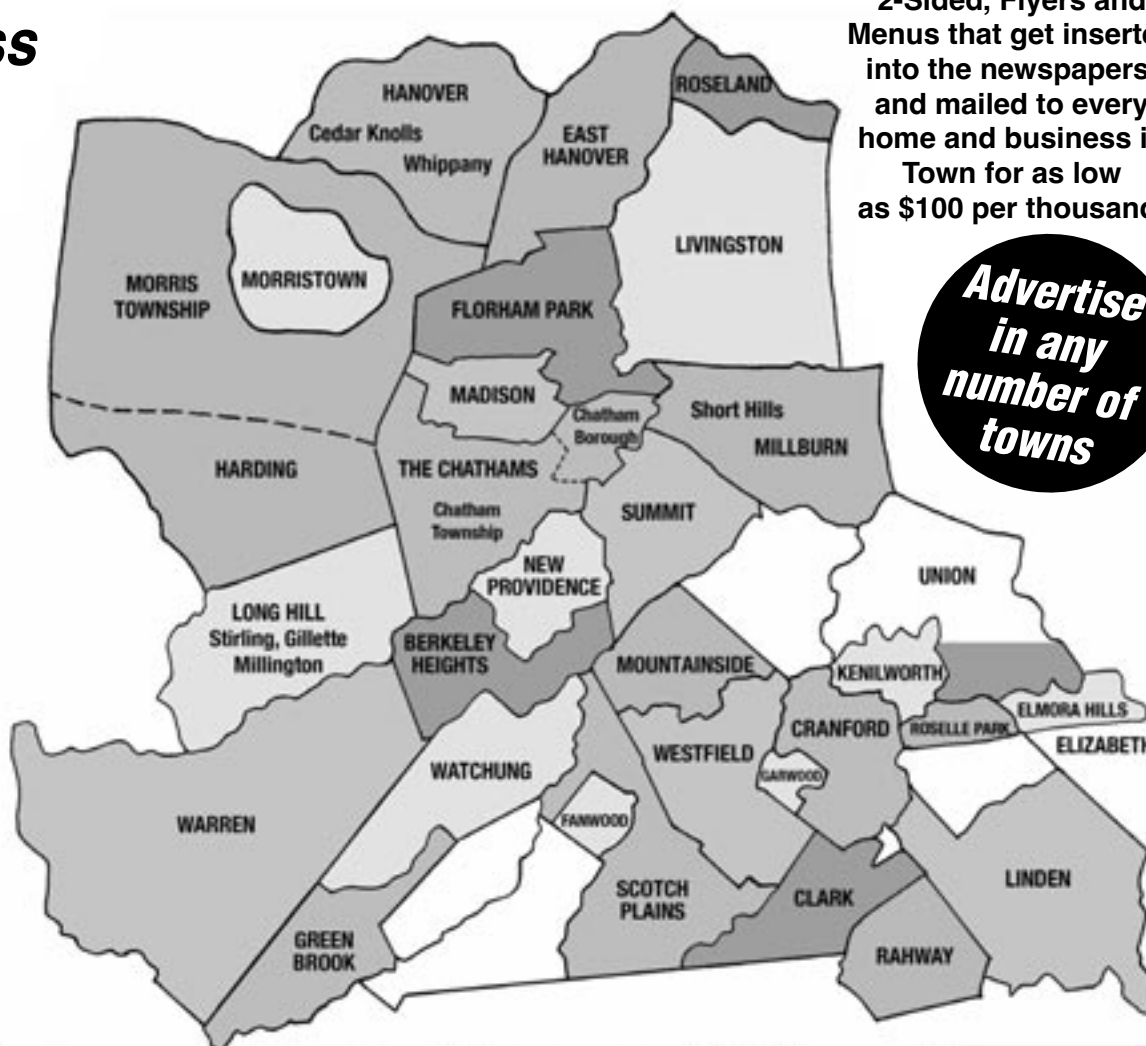 ss
2-Sided, Flyers and
Menus that get inserte
into the newspapers
and mailed to every
home and business i
Town for as low
as $100 per thousand
Advertise
in any
number of
towns
HANOVER
Cedar Knolls
Whippany
EAST
HANOVER
ROSELAND
LIVINGSTON
MORRIS
TOWNSHIP
MORRISTOWN
FLORHAM PARK
MADISON
Chatham
Borough
Short Hills
MILLBURN
HARDING
THE CHATHAMS
Chatham
Township
SUMMIT
NEW
PROVIDENCE
UNION
LONG HILL
Stirling, Gillette
Millington
BERKELEY
HEIGHTS
MOUNTAINSIDE
KENILWORTH
ELMORA HILLS
ROSELLE PARK
CRANFORD
ELIZABETH
WESTFIELD
GARWOOD
WATCHUNG
FANWOOD
WARREN
SCOTCH
PLAINS
CLARK
LINDEN
GREEN
BROOK
RAHWAY